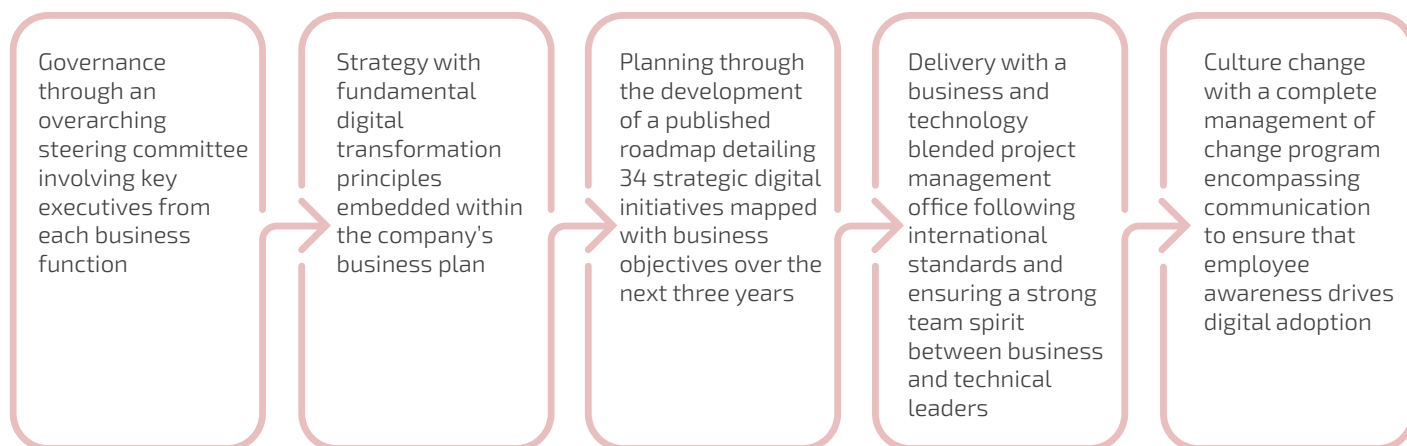 Governance
through an
overarching
steering committee
involving key
executives from
each business
function
Strategy with
fundamental
digital
transformation
principles
embedded within
the company's
business plan
Planning through
the development
of a published
roadmap detailing
34 strategic digital
initiatives mapped
with business
objectives over the
next three years
Delivery with a
business and
technology
blended project
management
office following
international
standards and
ensuring a strong
team spirit
between business
and technical
leaders
Culture change
with a complete
management of
change program
encompassing
communication
to ensure that
employee
awareness drives
digital adoption